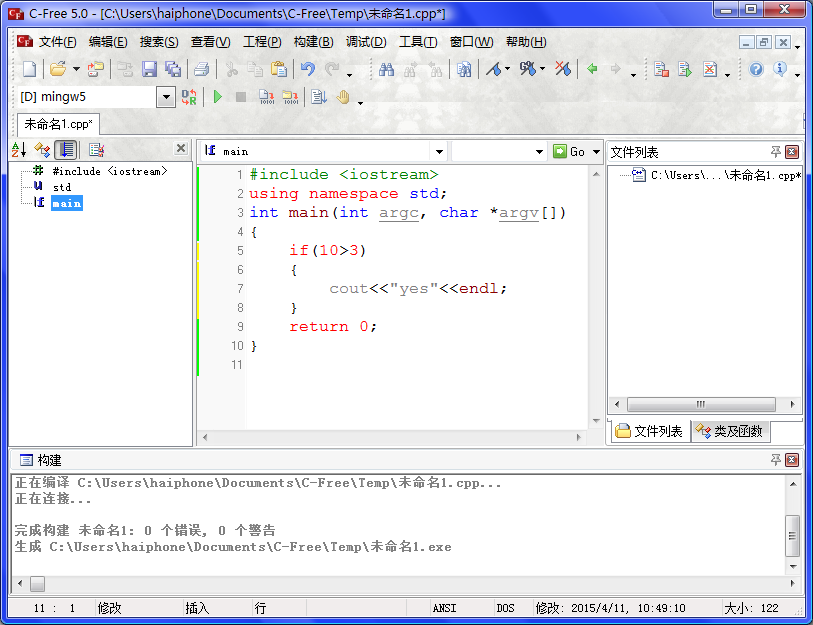 C-Free 5.0 - [C:\Users\haiphone\Documents\C-Free\Temp\未命名1.cpp*]
文件(F) 编辑(E) 搜索(S) 查看(V) 工程(P) 构建(B) 调试(D) 工具(T) 窗口(W) 帮助(H)
[D] mingw5
未命名1.cpp*
main
Go
文件列表
#include <iostream>
std
main
1 #include <iostream>
2 using namespace std;
3 int main(int argc, char *argv[])
4 {
5 if(10>3)
6 {
7 cout<<"yes"<<endl;
8 }
9 return 0;
10 }
11
C:\Users\...\未命名1.cpp*
文件列表 类及函数
构建
正在编译 C:\Users\haiphone\Documents\C-Free\Temp\未命名1.cpp...
正在连接...
完成构建 未命名1: 0 个错误, 0 个警告
生成 C:\Users\haiphone\Documents\C-Free\Temp\未命名1.exe
11 : 1 修改 插入 行 ANSI DOS 修改: 2015/4/11, 10:49:10 大小: 122